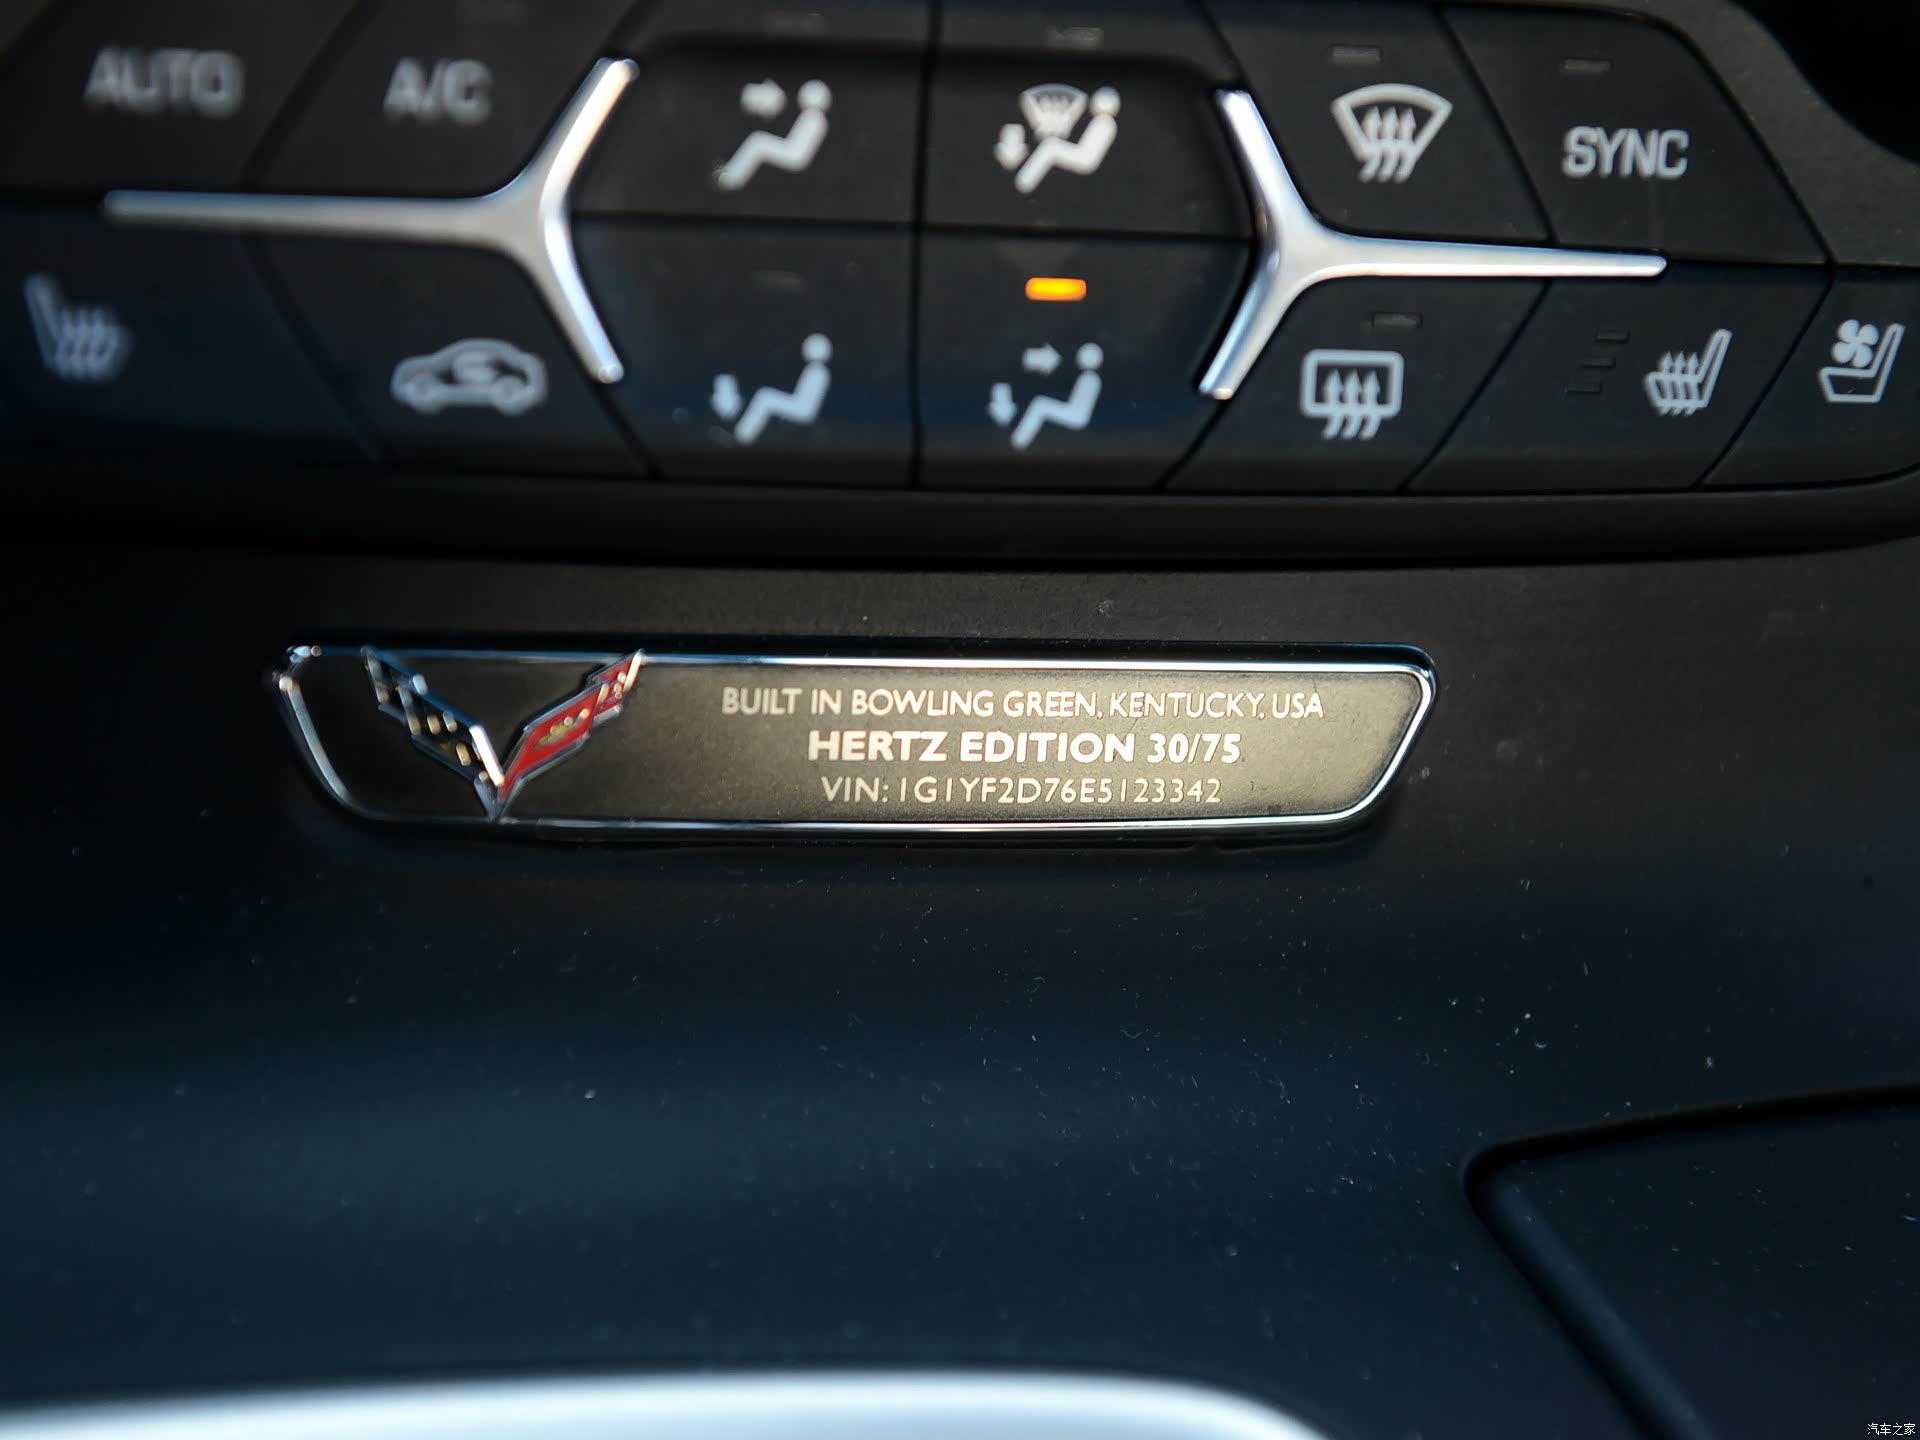 AUTO
A/C
SYNC
BUILT IN BOWLING GREEN, KENTUCKY, USA
HERTZ EDITION 30/75
VIN: 1G1YF2D76E5123342
汽车之家